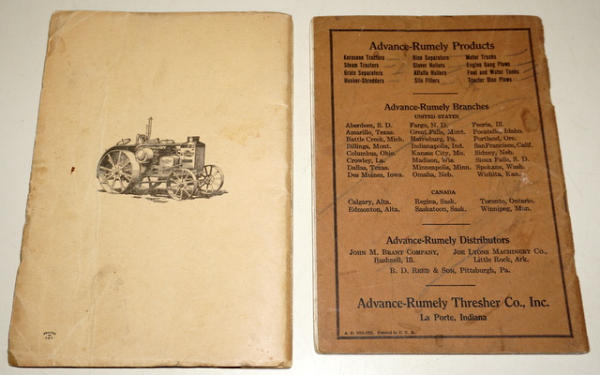 Advance-Rumely Products
Kerosene Tractors Rice Separators Motor Trucks
Steam Tractors Clover Hullers Engine Gang Plows
Grain Separators Alfalfa Hullers Fuel and Water Tanks
Husker-Shredders Silo Fillers Tractor Disc Plows
Advance-Rumely Branches
UNITED STATES
Aberdeen, S. D. Fargo, N. D. Peoria, Ill.
Amarillo, Texas. Great Falls, Mont. Pocatello, Idaho.
Battle Creek, Mich. Harrisburg, Pa. Portland, Ore.
Billings, Mont. Indianapolis, Ind. San Francisco, Calif.
Columbus, Ohio. Kansas City, Mo. Sidney, Neb.
Crowley, La. Madison, Wis. Sioux Falls, S. D.
Dallas, Texas. Minneapolis, Minn. Spokane, Wash.
Des Moines, Iowa. Omaha, Neb. Wichita, Kan.
CANADA
Calgary, Alta. Regina, Sask. Toronto, Ontario.
Edmonton, Alta. Saskatoon, Sask. Winnipeg, Man.
Advance-Rumely Distributors
John M. Brant Company, Joe Lyons Machinery Co.,
Bushnell, Ill. Little Rock, Ark.
R. D. Reed & Son, Pittsburgh, Pa.
Advance-Rumely Thresher Co., Inc.
La Porte, Indiana
Printed in U. S. A.